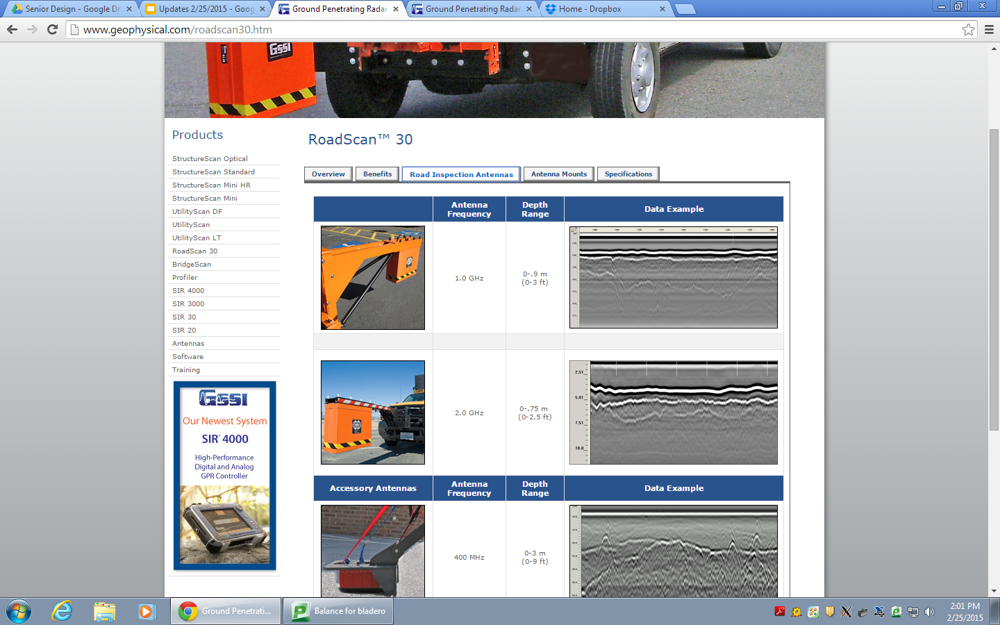 Senior Design - Google Dr
Updates 2/25/2015 - Goog
Ground Penetrating Radar
Ground Penetrating Radar
Home - Dropbox
www.geophysical.com/roadscan30.htm
GSSI
Products
StructureScan Optical
StructureScan Standard
StructureScan Mini HR
StructureScan Mini
UtilityScan DF
UtilityScan
UtilityScan LT
RoadScan 30
BridgeScan
Profiler
SIR 4000
SIR 3000
SIR 30
SIR 20
Antennas
Software
Training
GSSI
Our Newest System
SIR® 4000
High-Performance
Digital and Analog
GPR Controller
RoadScan™ 30
Overview
Benefits
Road Inspection Antennas
Antenna Mounts
Specifications
Antenna
Frequency
Depth
Range
Data Example
1.0 GHz
0-.9 m
(0-3 ft)
2.0 GHz
0-.75 m
(0-2.5 ft)
2.51
5.01
7.51
10.0
Accessory Antennas
Antenna
Frequency
Depth
Range
Data Example
400 MHz
0-3 m
(0-9 ft)
Ground Penetrati...
Balance for bladero
2:01 PM
2/25/2015